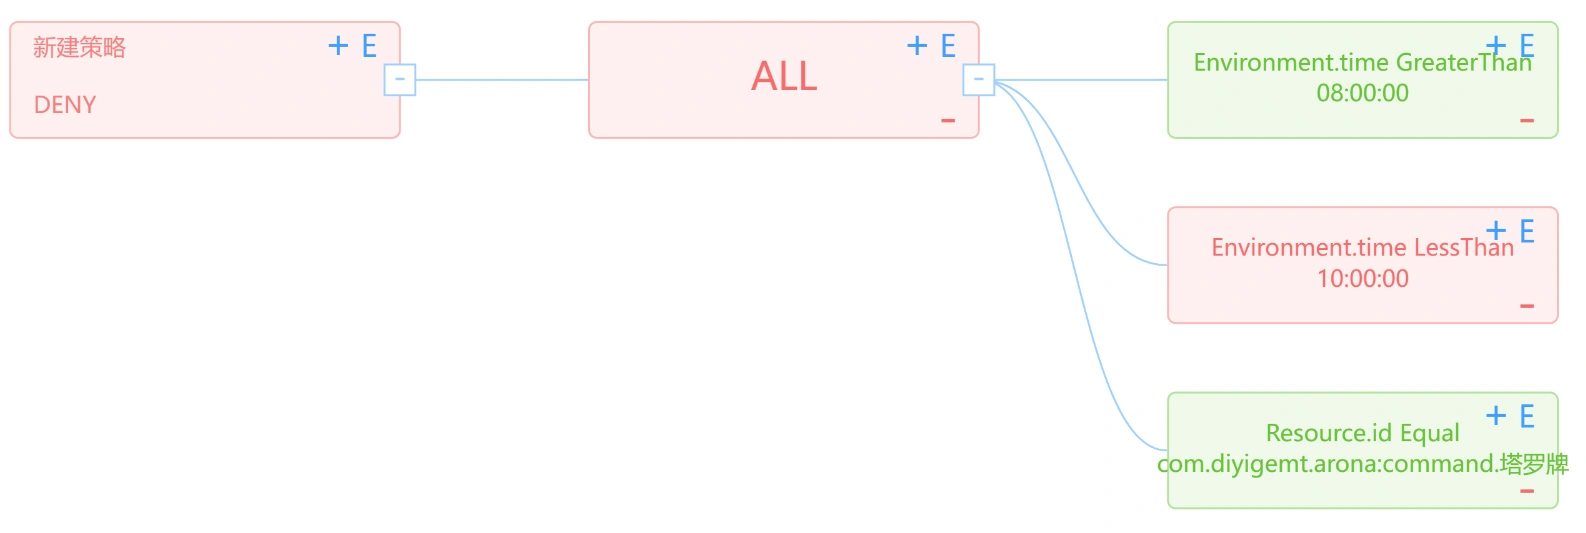 新建策略
+ E
DENY
-
ALL
+ E
-
-
Environment.time GreaterThan
08:00:00
+ E
-
Environment.time LessThan
10:00:00
+ E
-
Resource.id Equal
com.diyigemt.arona:command.塔罗牌
+ E
-